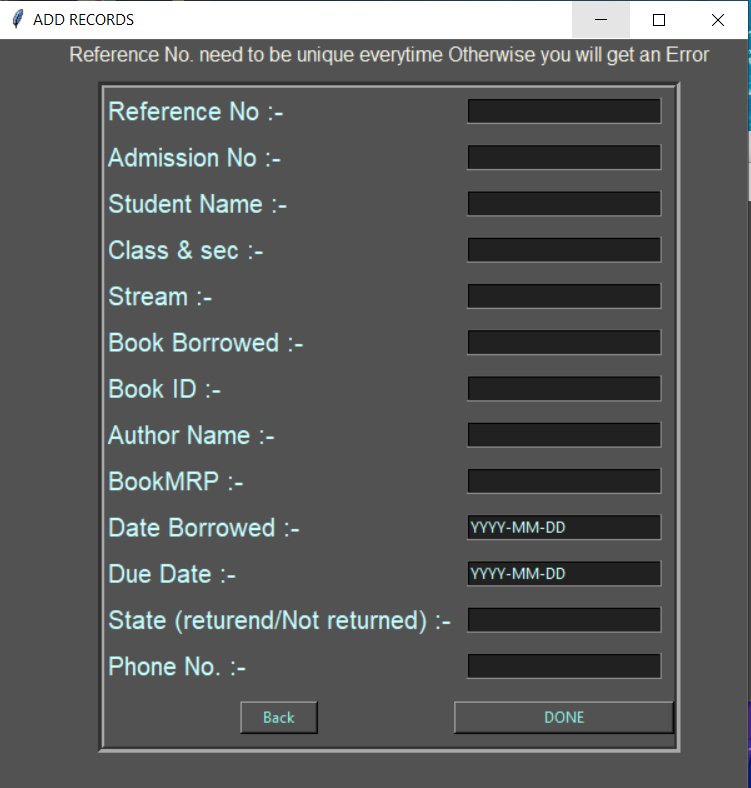 ADD RECORDS
Reference No. need to be unique everytime Otherwise you will get an Error
Reference No :-
Admission No :-
Student Name :-
Class & sec :-
Stream :-
Book Borrowed :-
Book ID :-
Author Name :-
BookMRP :-
Date Borrowed :- YYYY-MM-DD
Due Date :- YYYY-MM-DD
State (returend/Not returned) :-
Phone No. :-
Back DONE